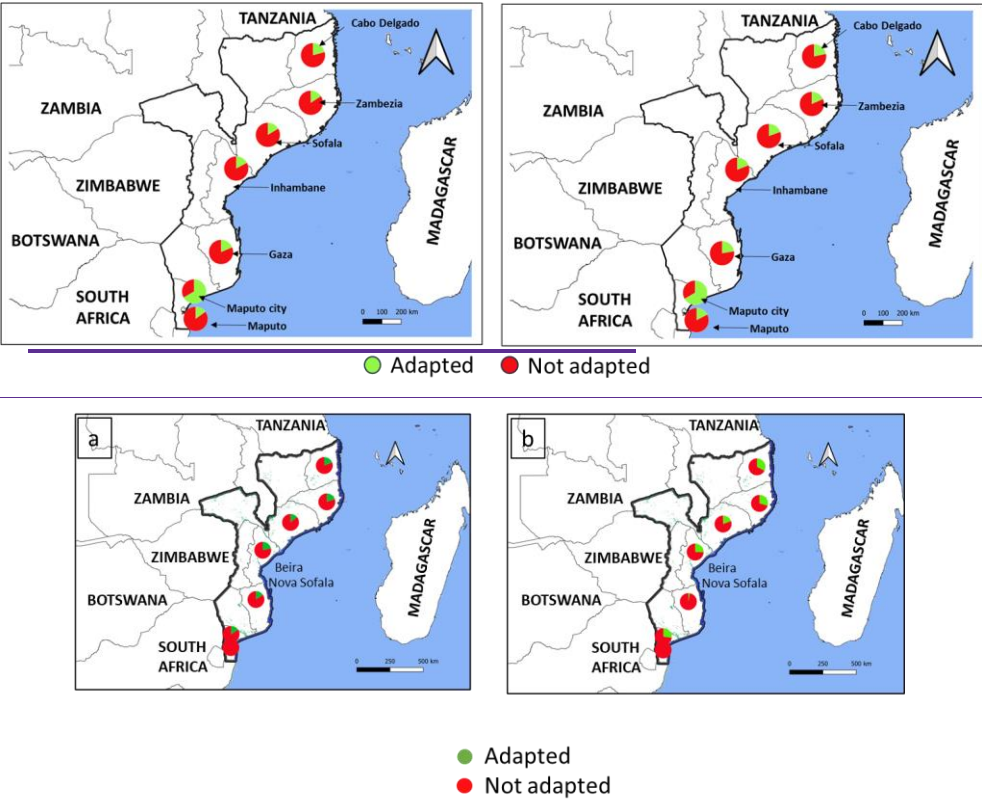 TANZANIA
Cabo Delgado
ZAMBIA
Zambezia
Sofala
MADAGASCAR
ZIMBABWE
Inhambane
BOTSWANA
Gaza
SOUTH
AFRICA
Maputo city
Maputo
0 100 200 km
TANZANIA
Cabo Delgado
ZAMBIA
Zambezia
Sofala
MADAGASCAR
ZIMBABWE
Inhambane
BOTSWANA
Gaza
SOUTH
AFRICA
Maputo city
Maputo
0 100 200 km
Adapted Not adapted
a
TANZANIA
ZAMBIA
ZIMBABWE
MADAGASCAR
Beira
Nova Sofala
BOTSWANA
SOUTH
AFRICA
0 250 500 km
b
TANZANIA
ZAMBIA
ZIMBABWE
MADAGASCAR
Beira
Nova Sofala
BOTSWANA
SOUTH
AFRICA
0 250 500 km
Adapted
Not adapted